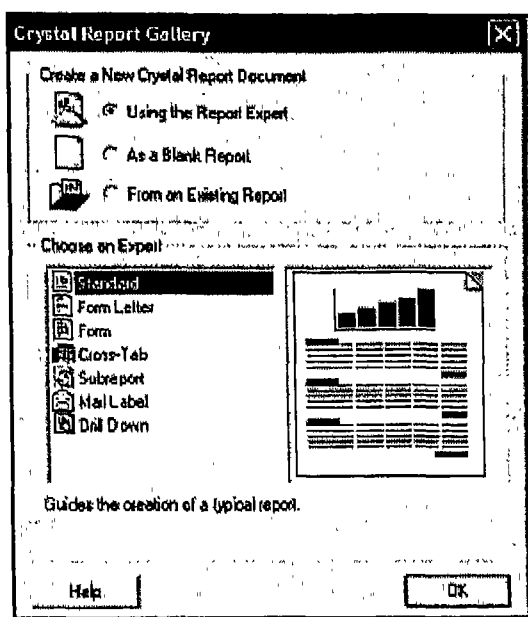 Crystal Report Gallery
Create a New Crystal Report Document
Using the Report Expert
As a Blank Report
From an Existing Report
Choose an Expert
Standard
Form Letter
Form
Cross-Tab
Subreport
Mail Label
Drill Down
Guides the creation of a typical report.
Help
OK